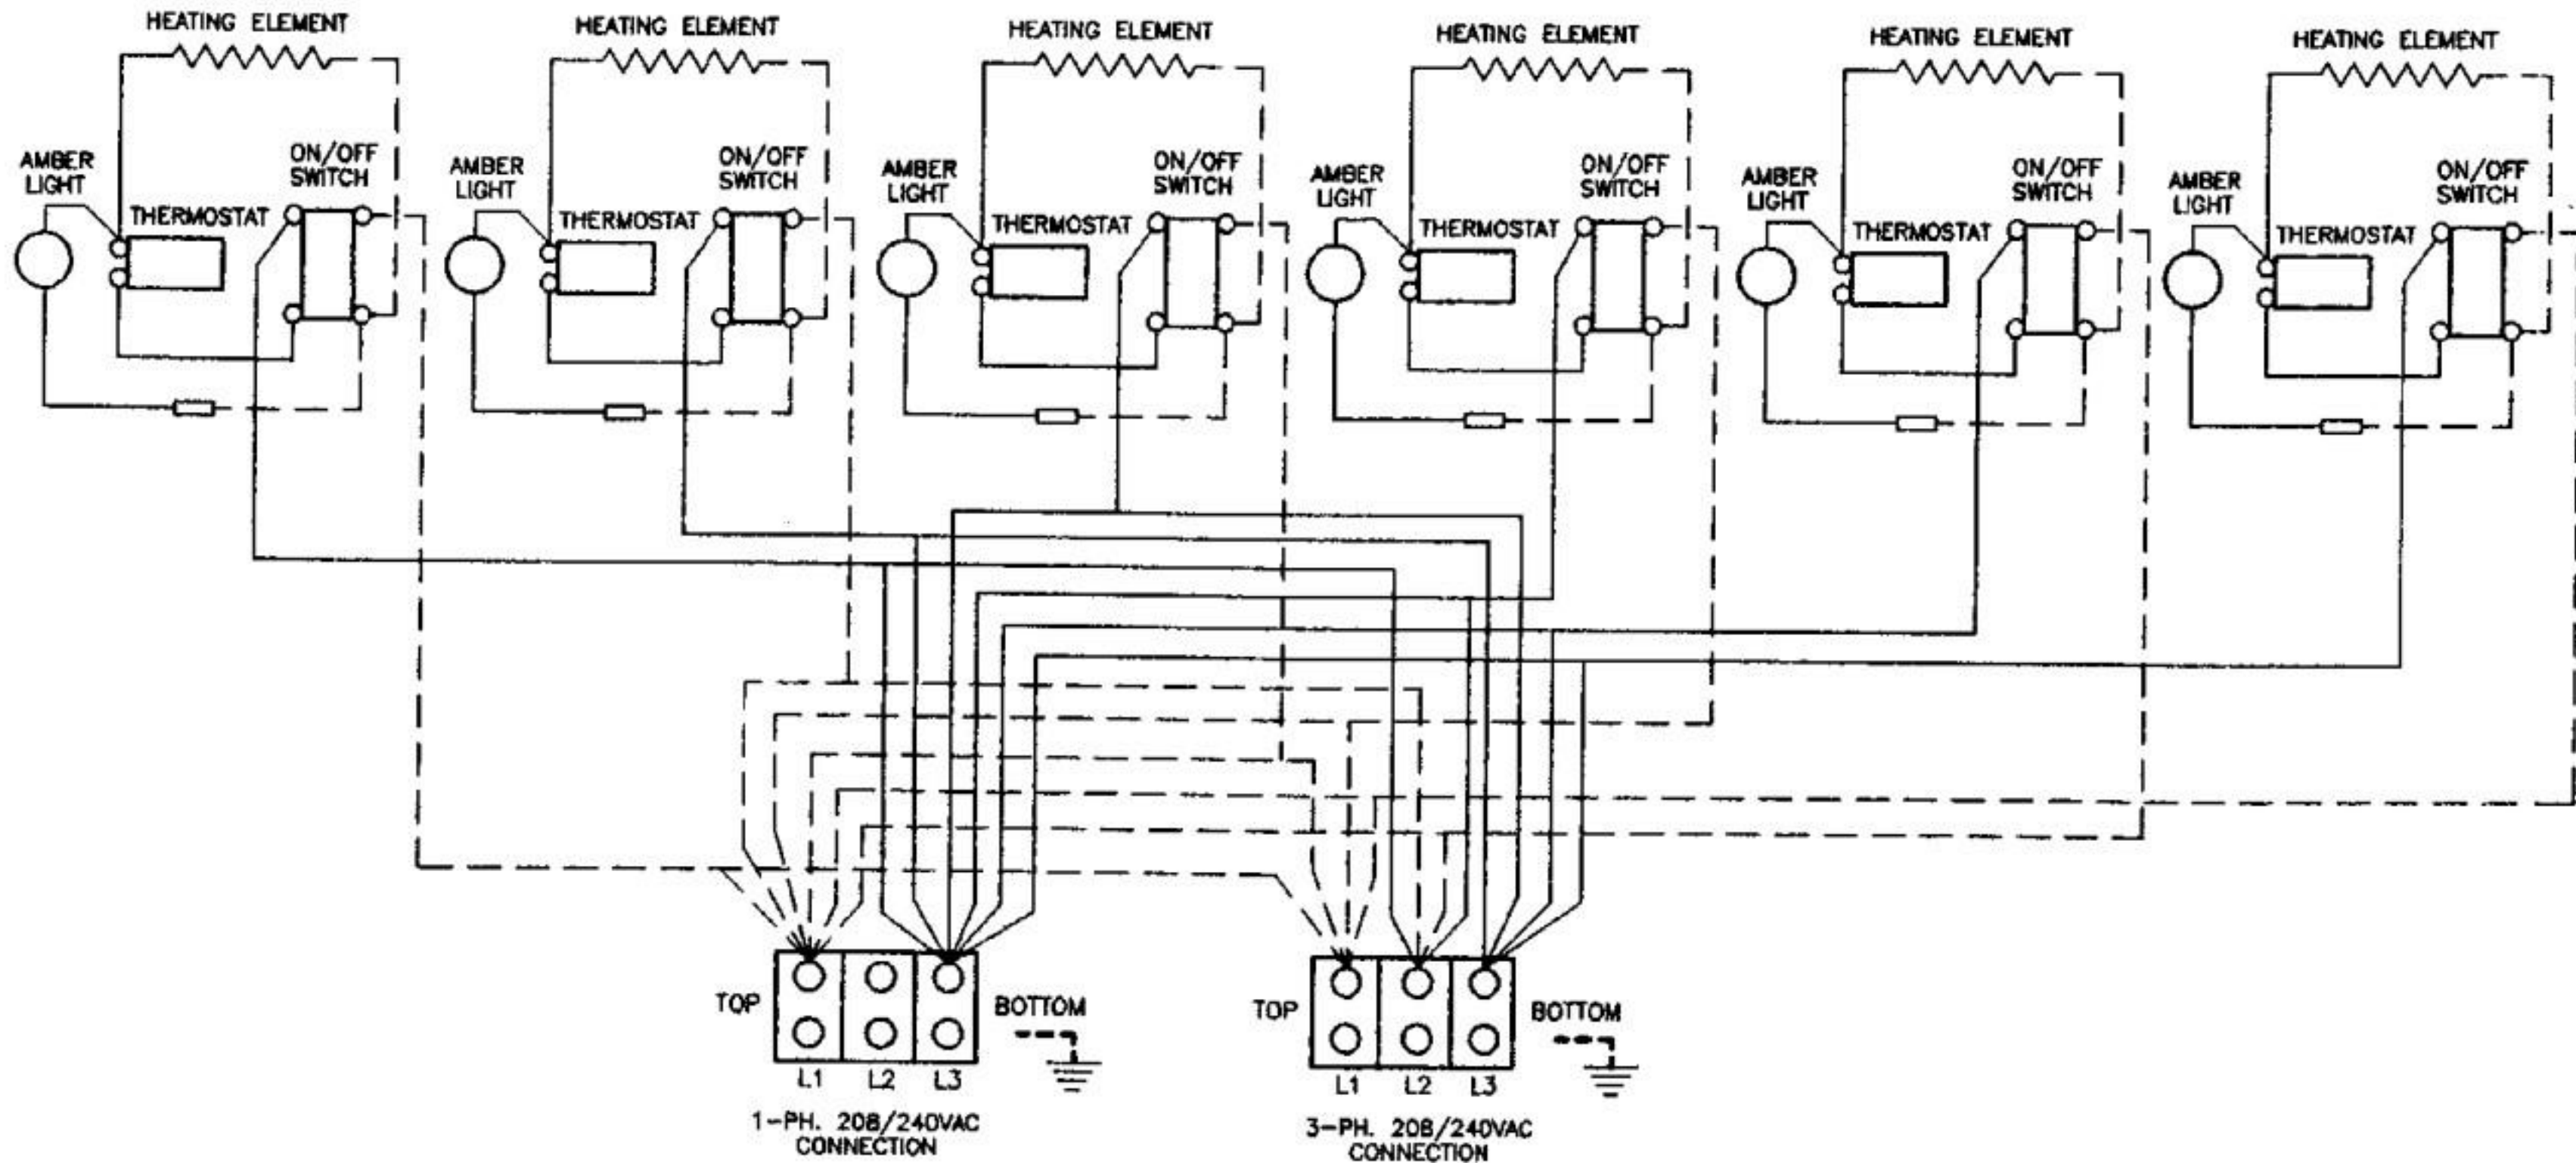 HEATING ELEMENT
HEATING ELEMENT
HEATING ELEMENT
HEATING ELEMENT
HEATING ELEMENT
HEATING ELEMENT
AMBER
LIGHT
THERMOSTAT
ON/OFF
SWITCH
AMBER
LIGHT
THERMOSTAT
ON/OFF
SWITCH
AMBER
LIGHT
THERMOSTAT
ON/OFF
SWITCH
AMBER
LIGHT
THERMOSTAT
ON/OFF
SWITCH
AMBER
LIGHT
THERMOSTAT
ON/OFF
SWITCH
AMBER
LIGHT
THERMOSTAT
ON/OFF
SWITCH
TOP
BOTTOM
L1 L2 L3
1-PH. 208/240VAC
CONNECTION
TOP
BOTTOM
L1 L2 L3
3-PH. 208/240VAC
CONNECTION